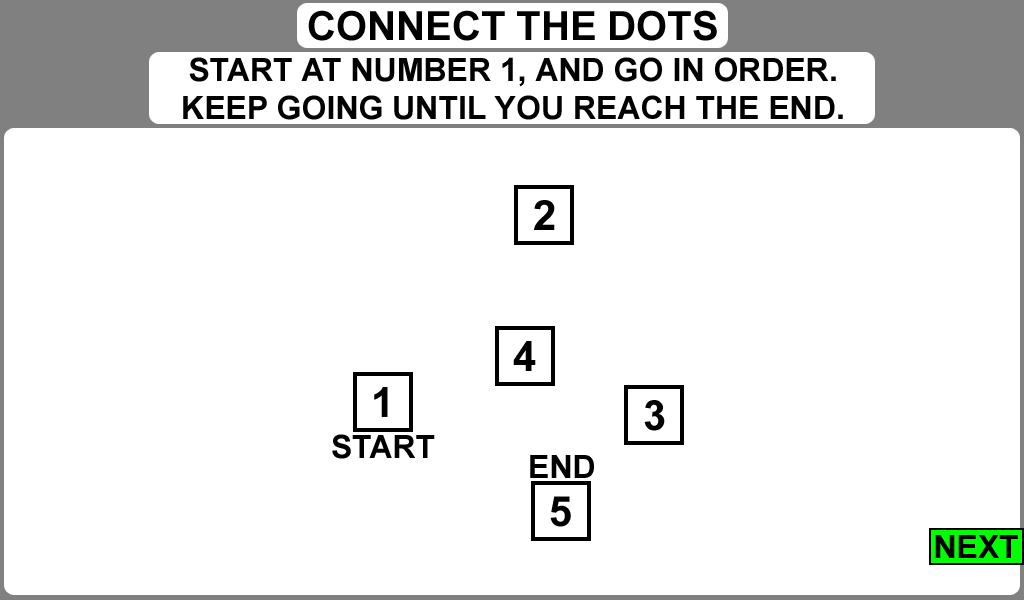 CONNECT THE DOTS
START AT NUMBER 1, AND GO IN ORDER.
KEEP GOING UNTIL YOU REACH THE END.
2
4
1
START
3
END
5
NEXT